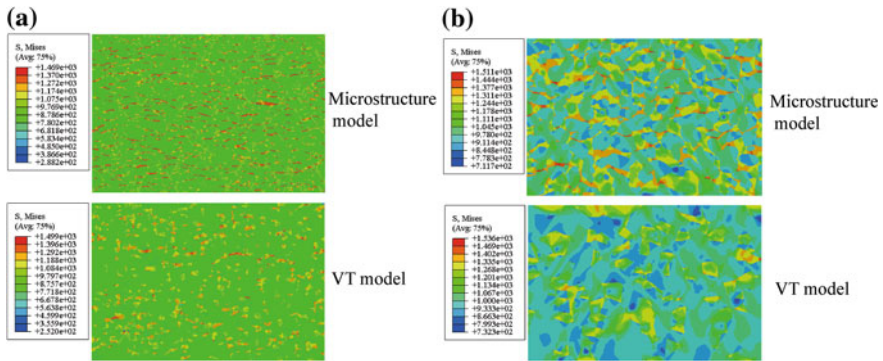 (a)
S, Mises
(Avg: 75%)
+1.469e+03
+1.370e+03
+1.272e+03
+1.174e+03
+1.075e+03
+9.769e+02
+8.786e+02
+7.802e+02
+6.818e+02
+5.834e+02
+4.850e+02
+3.866e+02
+2.882e+02
Microstructure
model
S, Mises
(Avg: 75%)
+1.499e+03
+1.396e+03
+1.292e+03
+1.188e+03
+1.084e+03
+9.797e+02
+8.757e+02
+7.718e+02
+6.678e+02
+5.638e+02
+4.599e+02
+3.559e+02
+2.520e+02
VT model
(b)
S, Mises
(Avg: 75%)
+1.511e+03
+1.444e+03
+1.377e+03
+1.311e+03
+1.244e+03
+1.178e+03
+1.111e+03
+1.045e+03
+9.780e+02
+9.114e+02
+8.448e+02
+7.783e+02
+7.117e+02
Microstructure
model
S, Mises
(Avg: 75%)
+1.536e+03
+1.469e+03
+1.402e+03
+1.335e+03
+1.268e+03
+1.201e+03
+1.134e+03
+1.067e+03
+1.000e+03
+9.333e+02
+8.663e+02
+7.993e+02
+7.323e+02
VT model